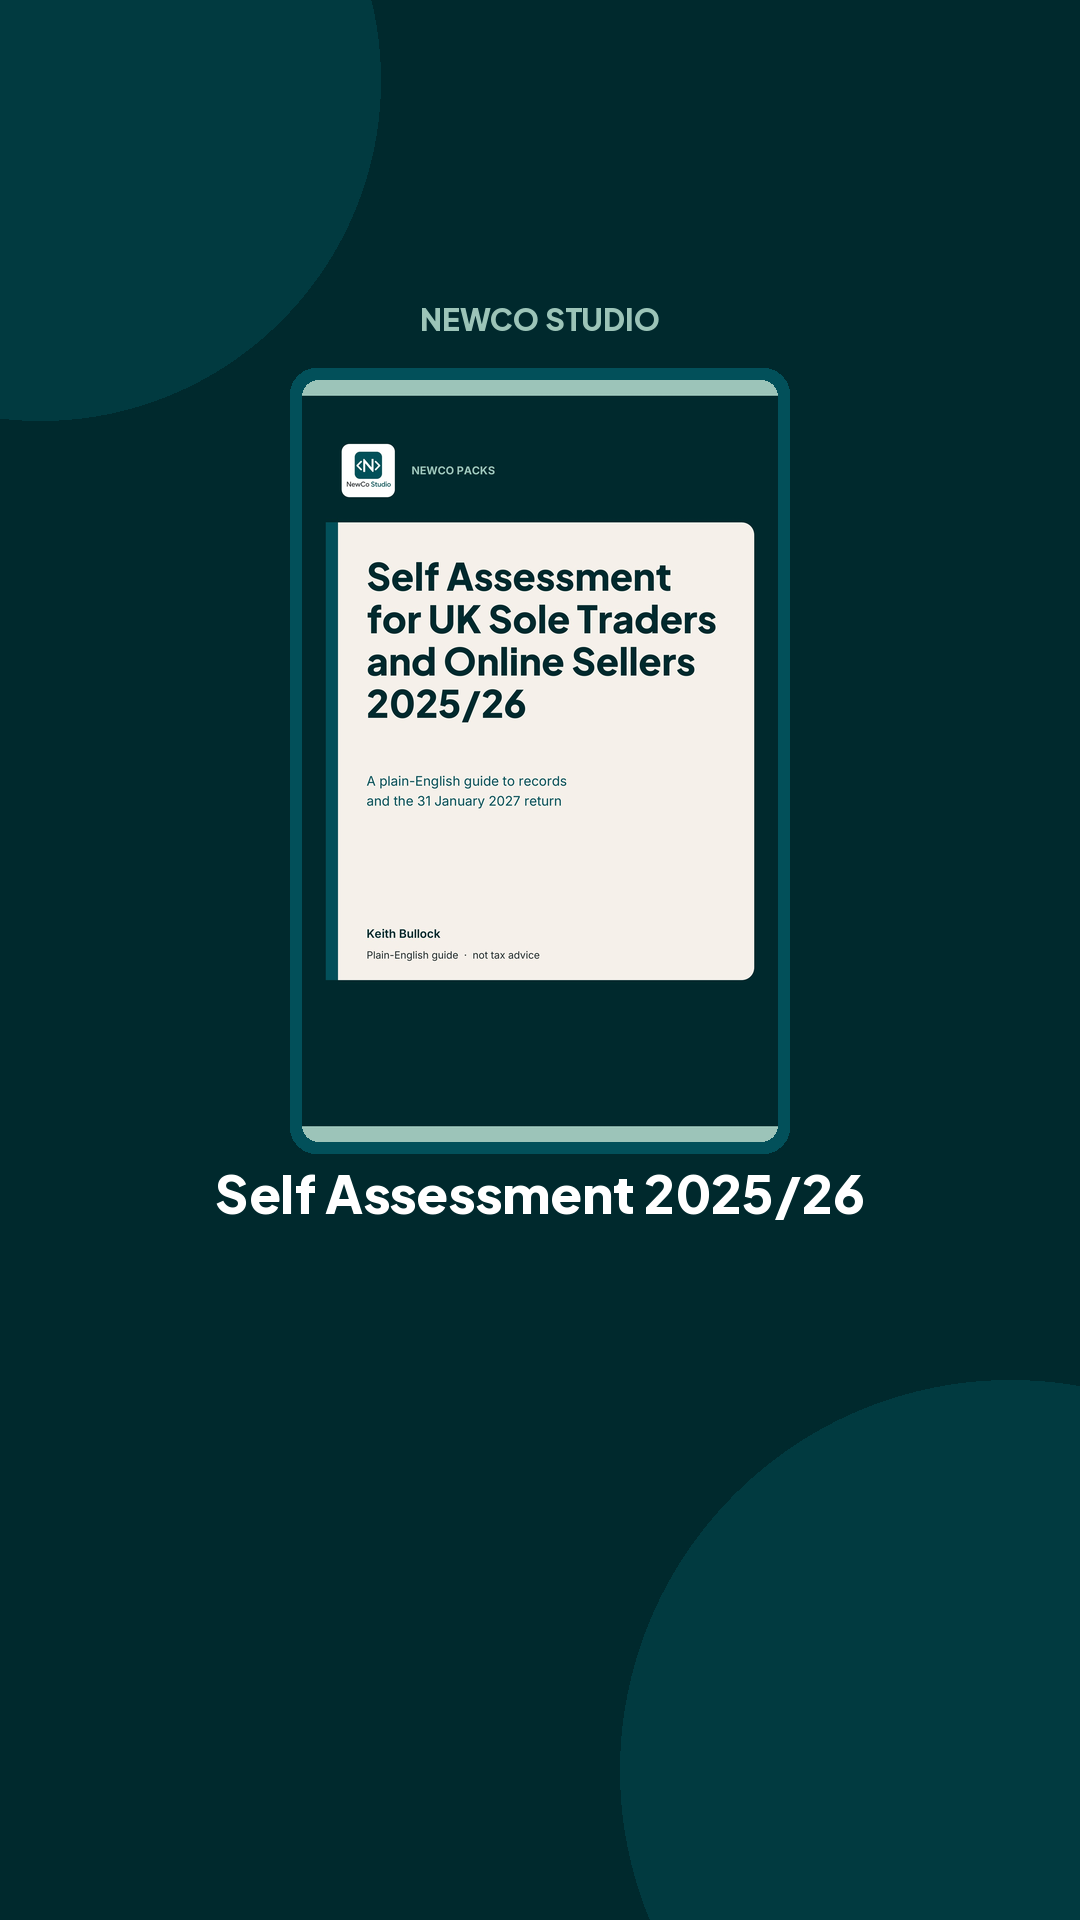 NEWCO STUDIO
NewCo Studio
NEWCO PACKS
Self Assessment
for UK Sole Traders
and Online Sellers
2025/26
A plain-English guide to records
and the 31 January 2027 return
Keith Bullock
Plain-English guide · not tax advice
Self Assessment 2025/26